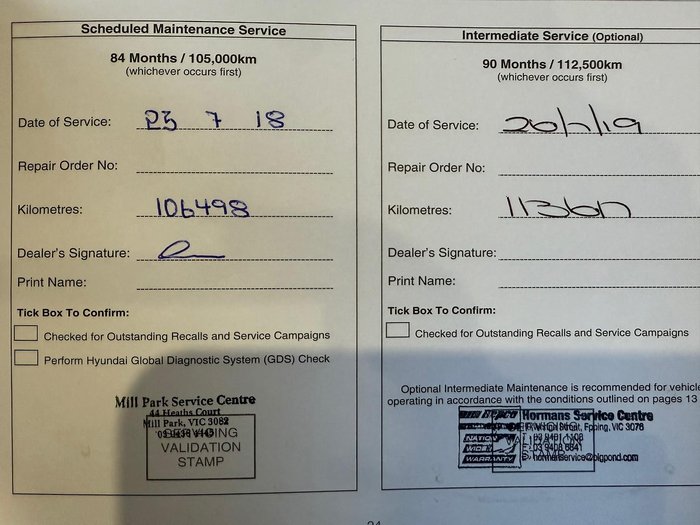 Scheduled Maintenance Service
84 Months / 105,000km
(whichever occurs first)
Date of Service: 23 7 18
Repair Order No:
Kilometres: 106498
Dealer's Signature:
Print Name:
Tick Box To Confirm:
Checked for Outstanding Recalls and Service Campaigns
Perform Hyundai Global Diagnostic System (GDS) Check
Mill Park Service Centre
44 Heaths Court
Mill Park, VIC 3082
VALIDATION
STAMP
Intermediate Service (Optional)
90 Months / 112,500km
(whichever occurs first)
Date of Service:
Repair Order No:
Kilometres:
Dealer's Signature:
Print Name:
Tick Box To Confirm:
Checked for Outstanding Recalls and Service Campaigns
Optional Intermediate Maintenance is recommended for
operating in accordance with the conditions outlined on pages 13
Hormans Service Centre
Street, Epping, VIC 3076
WARRANTY